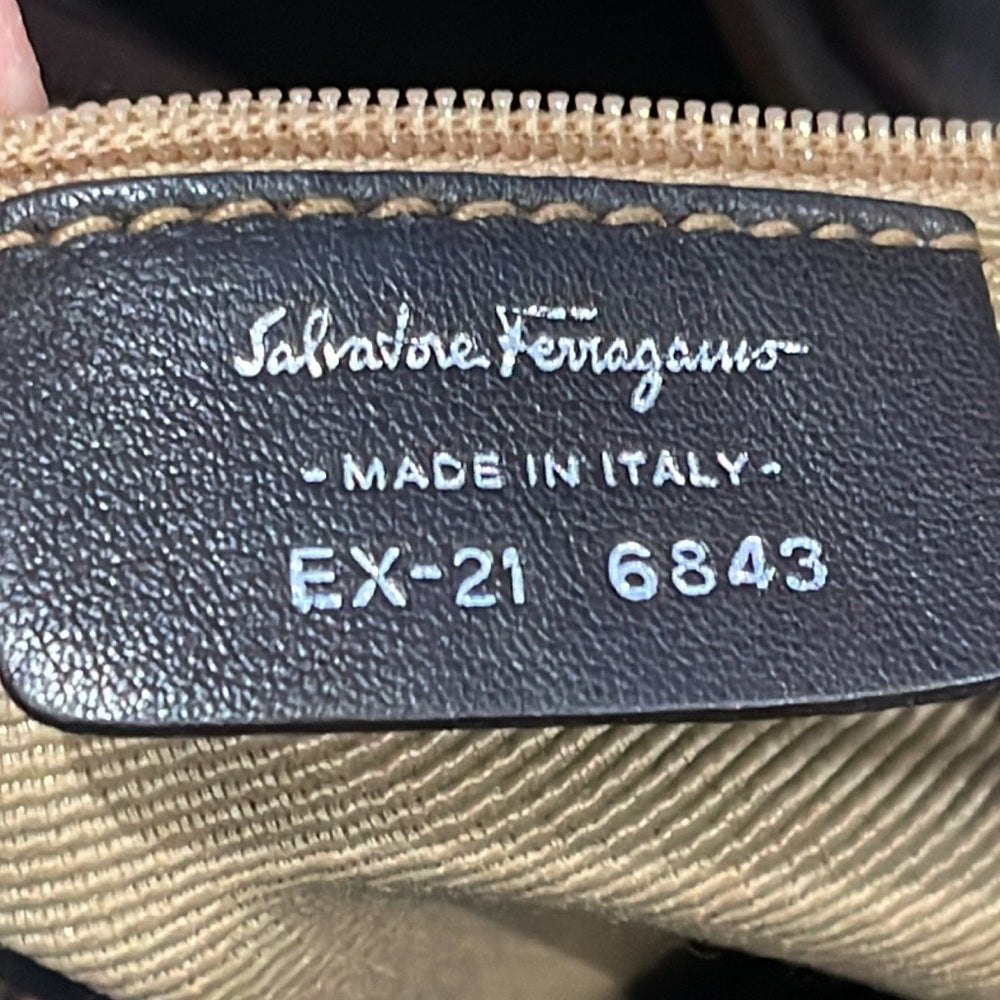 Salvatore Ferragamo
- MADE IN ITALY -
EX-21 6843